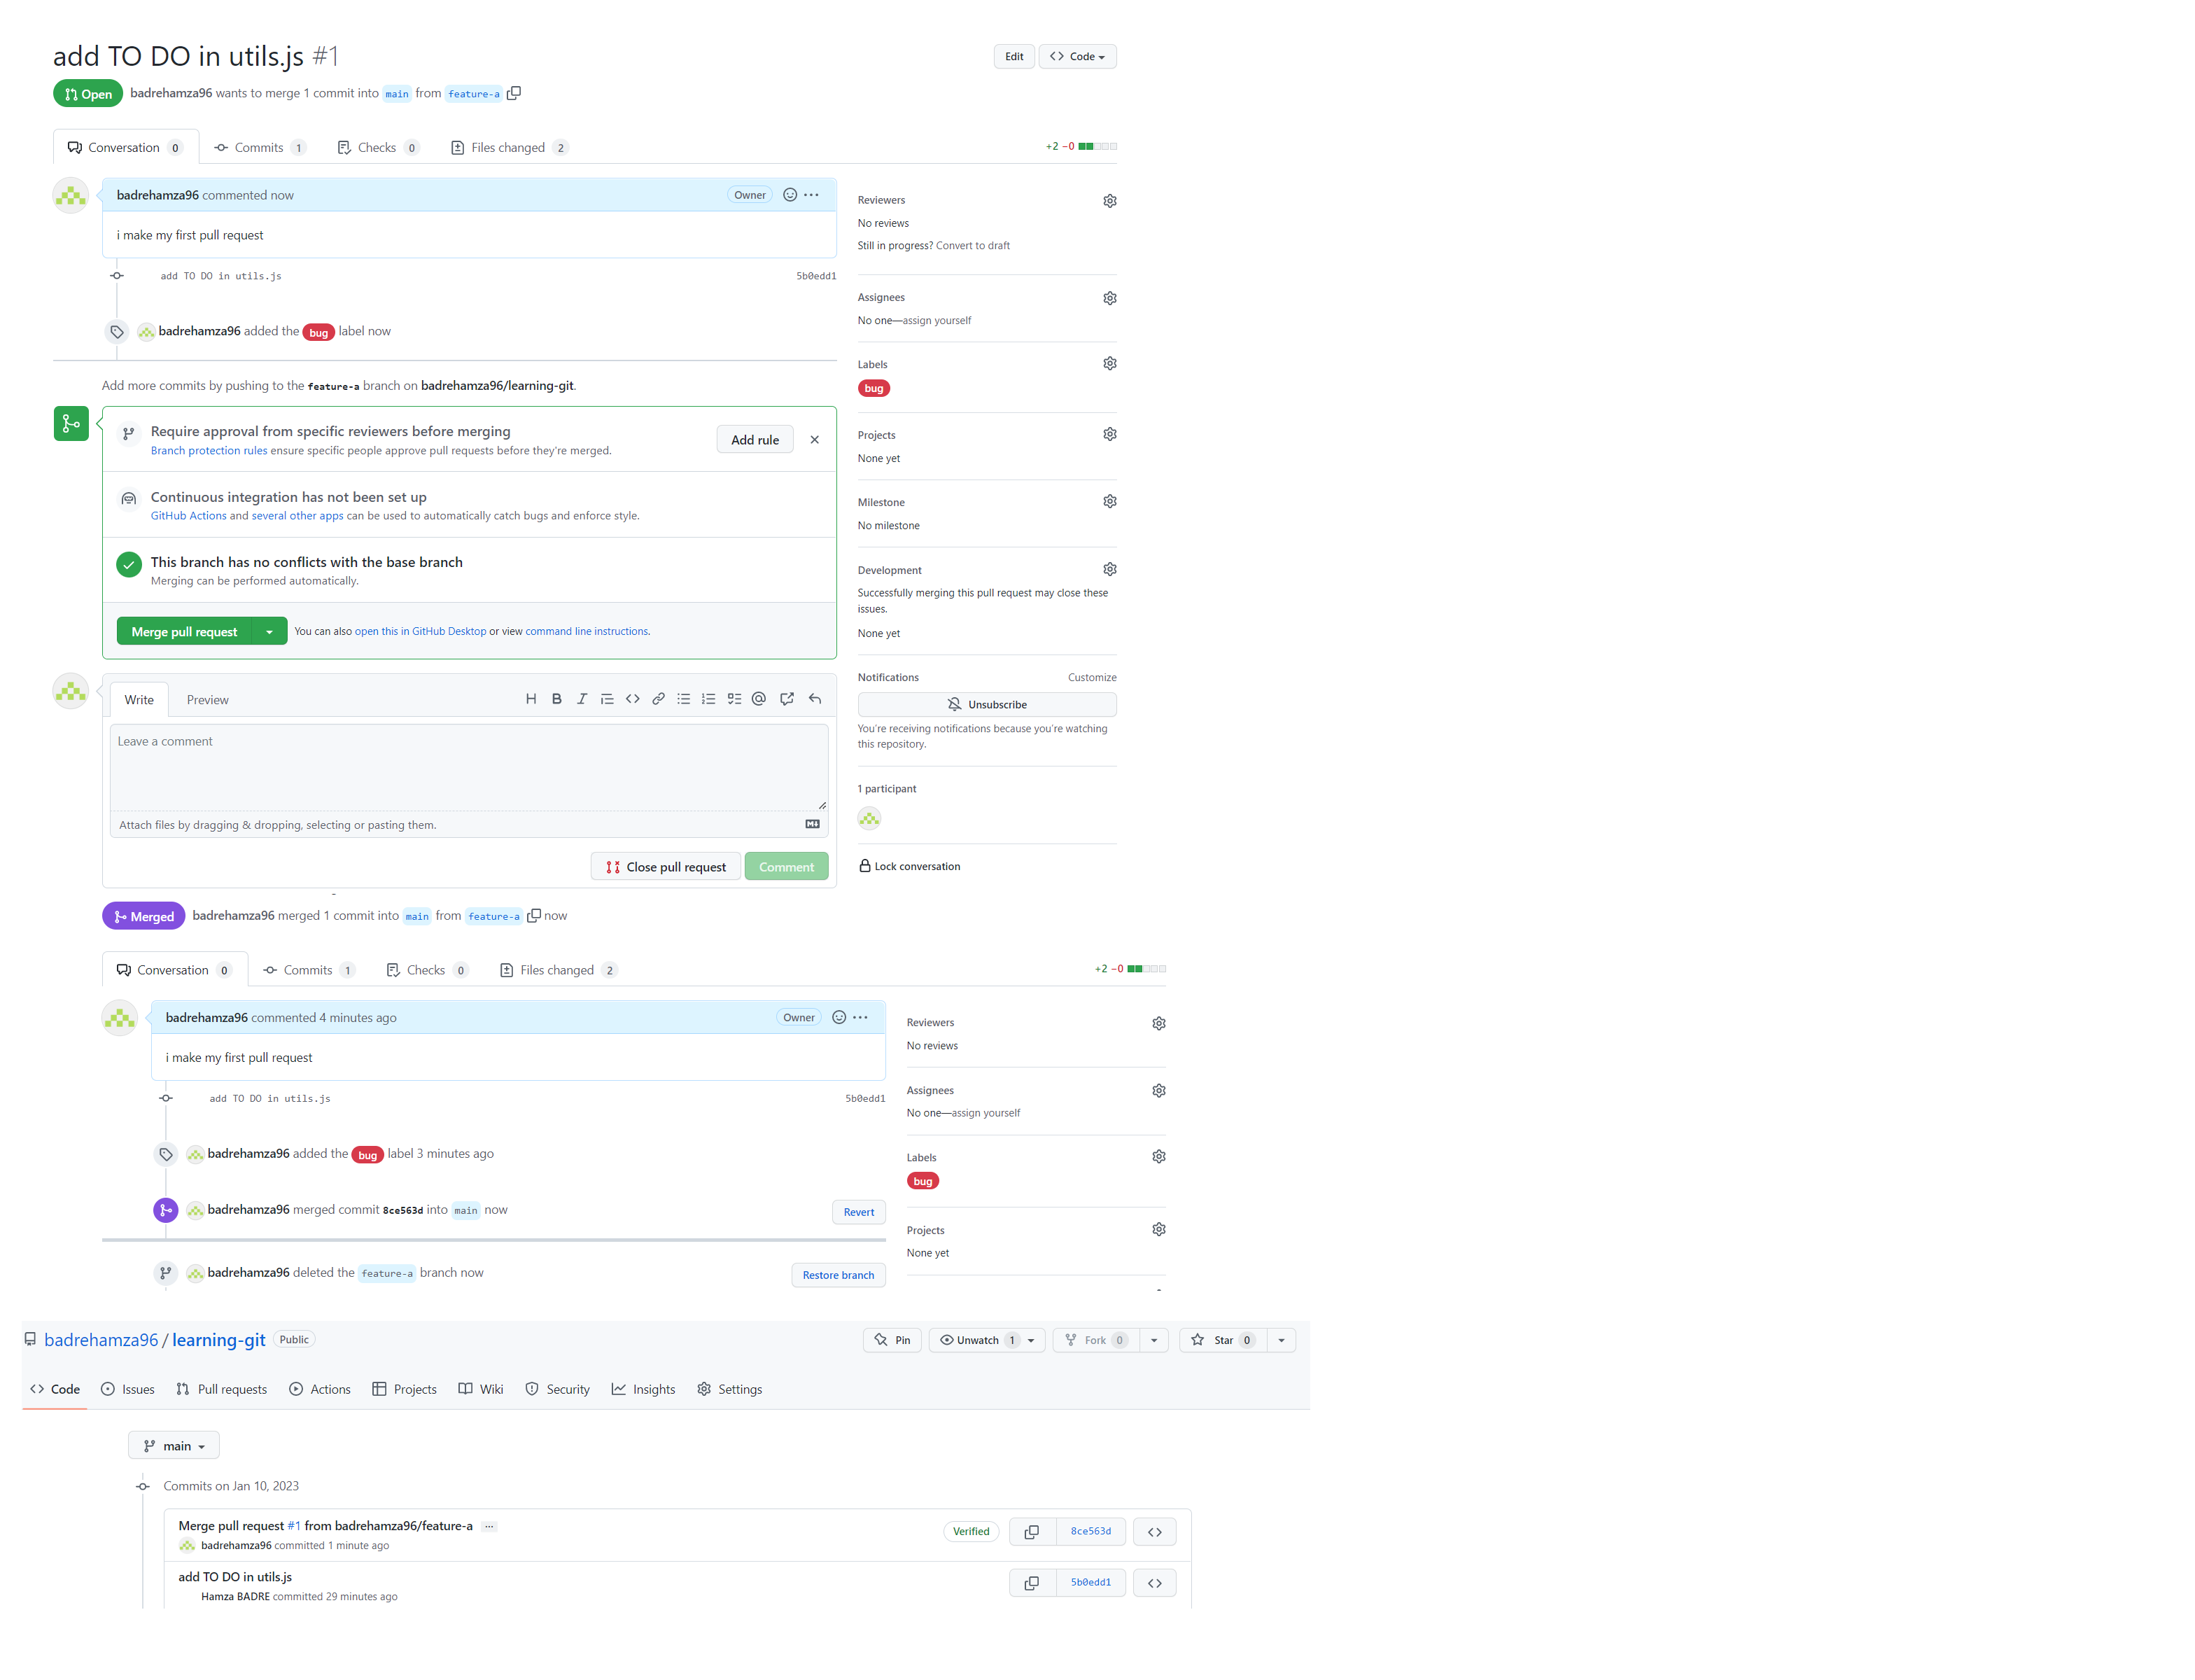 add TO DO in utils.js #1
Edit
Code
Open
badrehamza96 wants to merge 1 commit into main from feature-a
Conversation 0
Commits 1
Checks 0
Files changed 2
+2 −0
badrehamza96 commented now
Owner
i make my first pull request
add TO DO in utils.js
5b0edd1
badrehamza96 added the bug label now
Add more commits by pushing to the feature-a branch on badrehamza96/learning-git.
Require approval from specific reviewers before merging
Branch protection rules ensure specific people approve pull requests before they're merged.
Add rule
Continuous integration has not been set up
GitHub Actions and several other apps can be used to automatically catch bugs and enforce style.
This branch has no conflicts with the base branch
Merging can be performed automatically.
Merge pull request
You can also open this in GitHub Desktop or view command line instructions.
Write
Preview
Leave a comment
Attach files by dragging & dropping, selecting or pasting them.
Close pull request
Comment
Reviewers
No reviews
Still in progress? Convert to draft
Assignees
No one—assign yourself
Labels
bug
Projects
None yet
Milestone
No milestone
Development
Successfully merging this pull request may close these
issues.
None yet
Notifications
Customize
Unsubscribe
You're receiving notifications because you're watching
this repository.
1 participant
Lock conversation
Merged
badrehamza96 merged 1 commit into main from feature-a now
Conversation 0
Commits 1
Checks 0
Files changed 2
+2 −0
badrehamza96 commented 4 minutes ago
Owner
i make my first pull request
add TO DO in utils.js
5b0edd1
badrehamza96 added the bug label 3 minutes ago
badrehamza96 merged commit 8ce563d into main now
Revert
badrehamza96 deleted the feature-a branch now
Restore branch
Reviewers
No reviews
Assignees
No one—assign yourself
Labels
bug
Projects
None yet
badrehamza96 / learning-git
Public
Pin
Unwatch 1
Fork 0
Star 0
Code
Issues
Pull requests
Actions
Projects
Wiki
Security
Insights
Settings
main
Commits on Jan 10, 2023
Merge pull request #1 from badrehamza96/feature-a ...
badrehamza96 committed 1 minute ago
Verified
8ce563d
add TO DO in utils.js
Hamza BADRE committed 29 minutes ago
5b0edd1